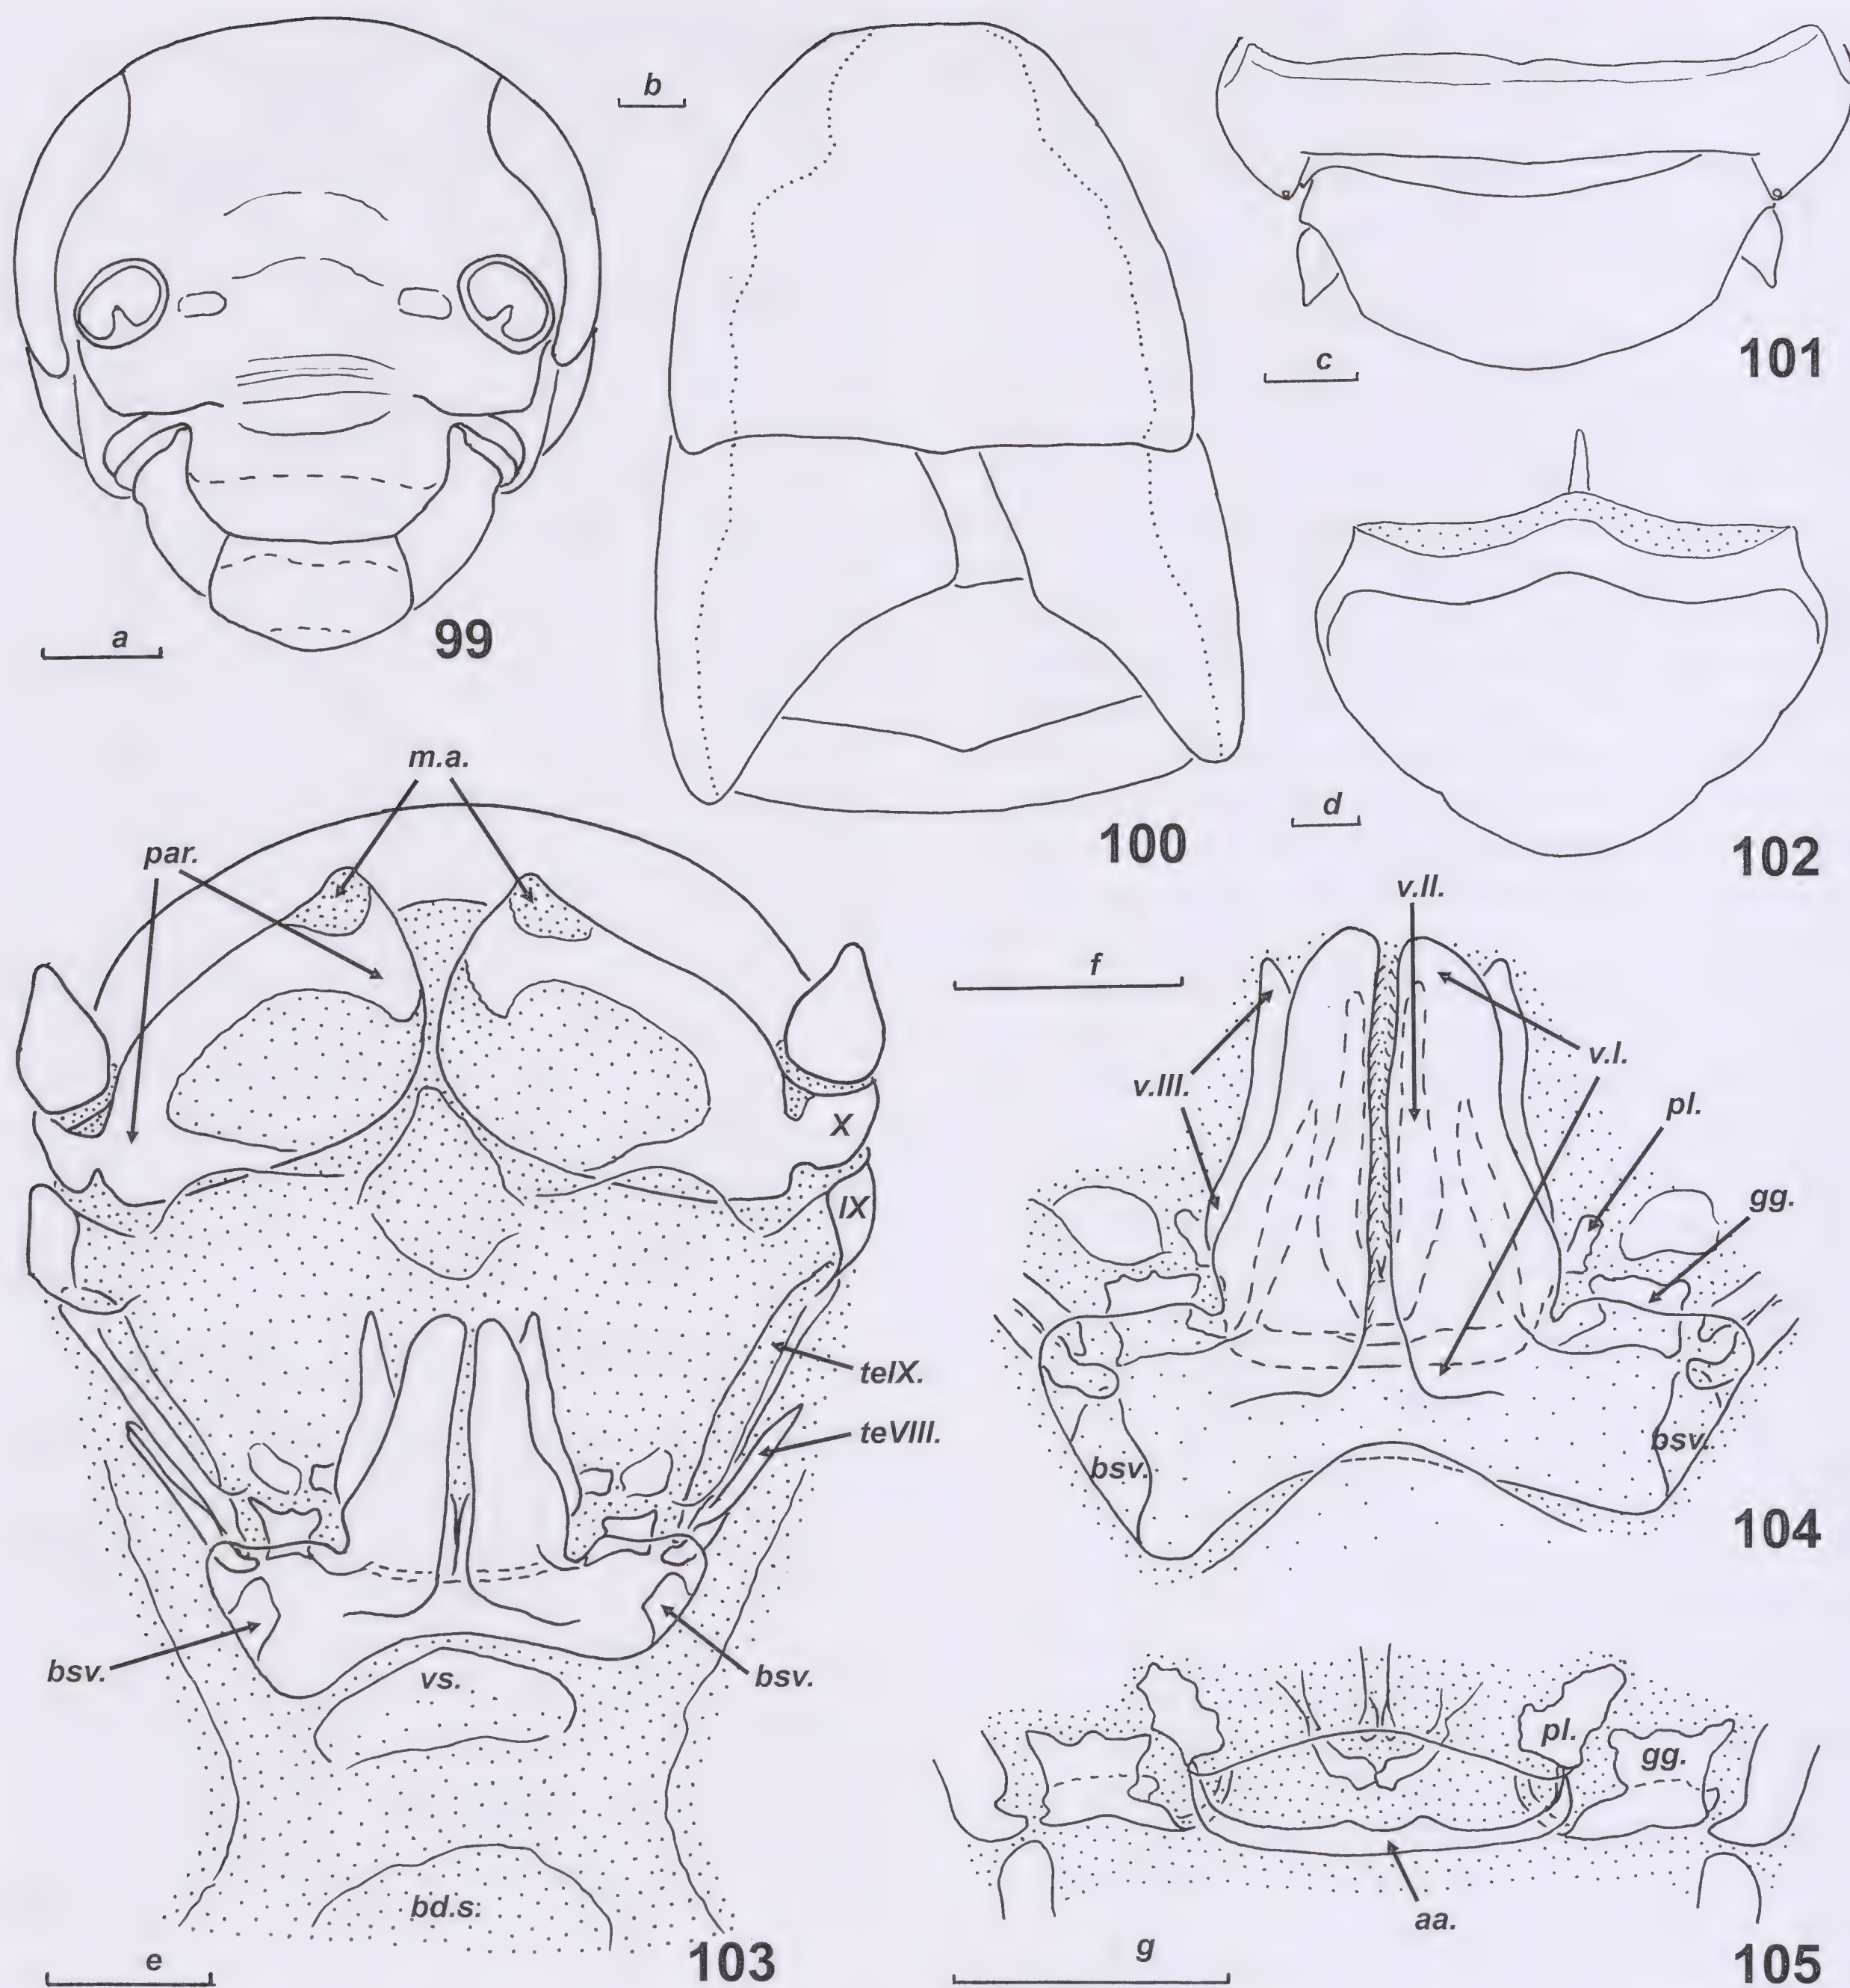 b
c
101
a
99
d
100
102
m.a.
par.
v.II.
f
v.I.
v.III.
pl.
gg.
X
IX
teIX.
teVIII.
bsv.
bsv.
104
bsv.
bsv.
vs.
pl.
gg.
bd.s.
aa.
e
103
g
105